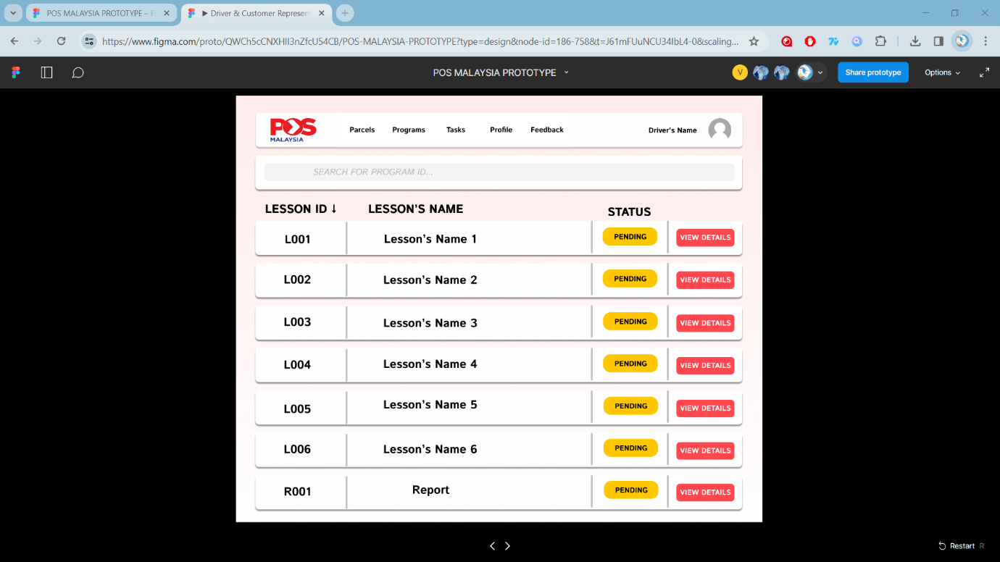 POS MALAYSIA PROTOTYPE – F
Driver & Customer Represen
https://www.figma.com/proto/QWCh5cCNXHII3nZfcU54CB/POS-MALAYSIA-PROTOTYPE?type=design&node-id=186-758&t=J61mFUuNCU34IbL4-0&scaling...
POS MALAYSIA PROTOTYPE
V
Share prototype
Options
POS
MALAYSIA
Parcels Programs Tasks Profile Feedback Driver's Name
SEARCH FOR PROGRAM ID...
LESSON ID ↓ LESSON'S NAME STATUS
L001 Lesson's Name 1 PENDING VIEW DETAILS
L002 Lesson's Name 2 PENDING VIEW DETAILS
L003 Lesson's Name 3 PENDING VIEW DETAILS
L004 Lesson's Name 4 PENDING VIEW DETAILS
L005 Lesson's Name 5 PENDING VIEW DETAILS
L006 Lesson's Name 6 PENDING VIEW DETAILS
R001 Report PENDING VIEW DETAILS
Restart R